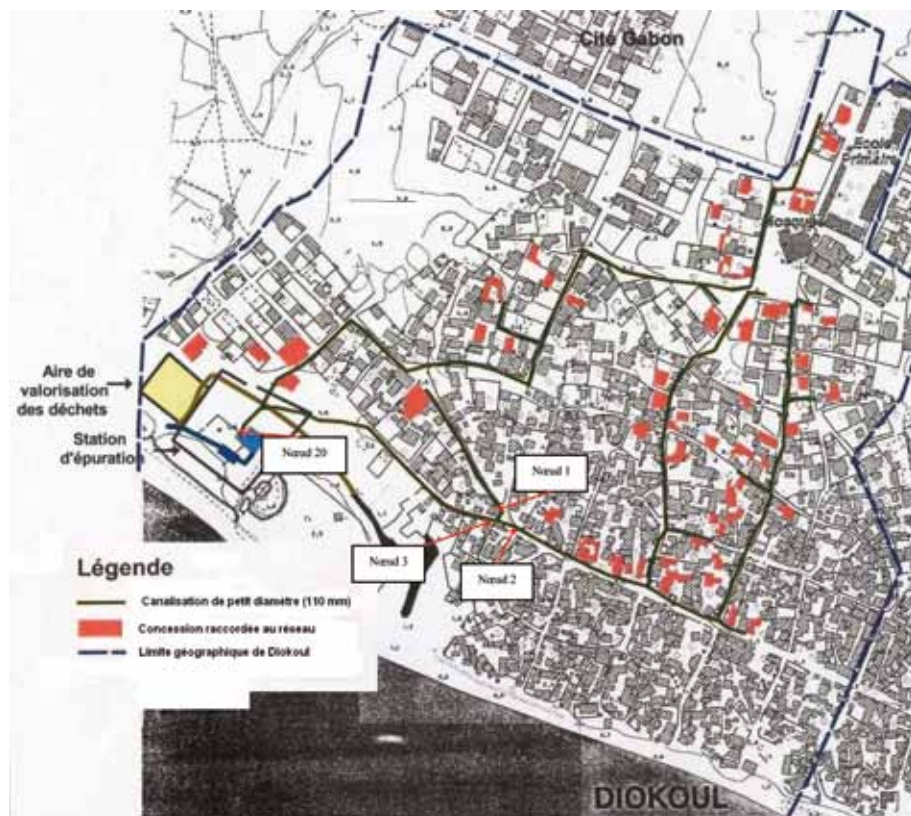 Cité Gabon
Ecole
Primaire
Mosquée
Aire de
valorisation
des déchets
Station
d'épuration
Nœud 20
Nœud 1
Nœud 3
Nœud 2
Légende
Canalisation de petit diamètre (110 mm)
Concession raccordée au réseau
Limite géographique de Diokoul
DIOKOUL